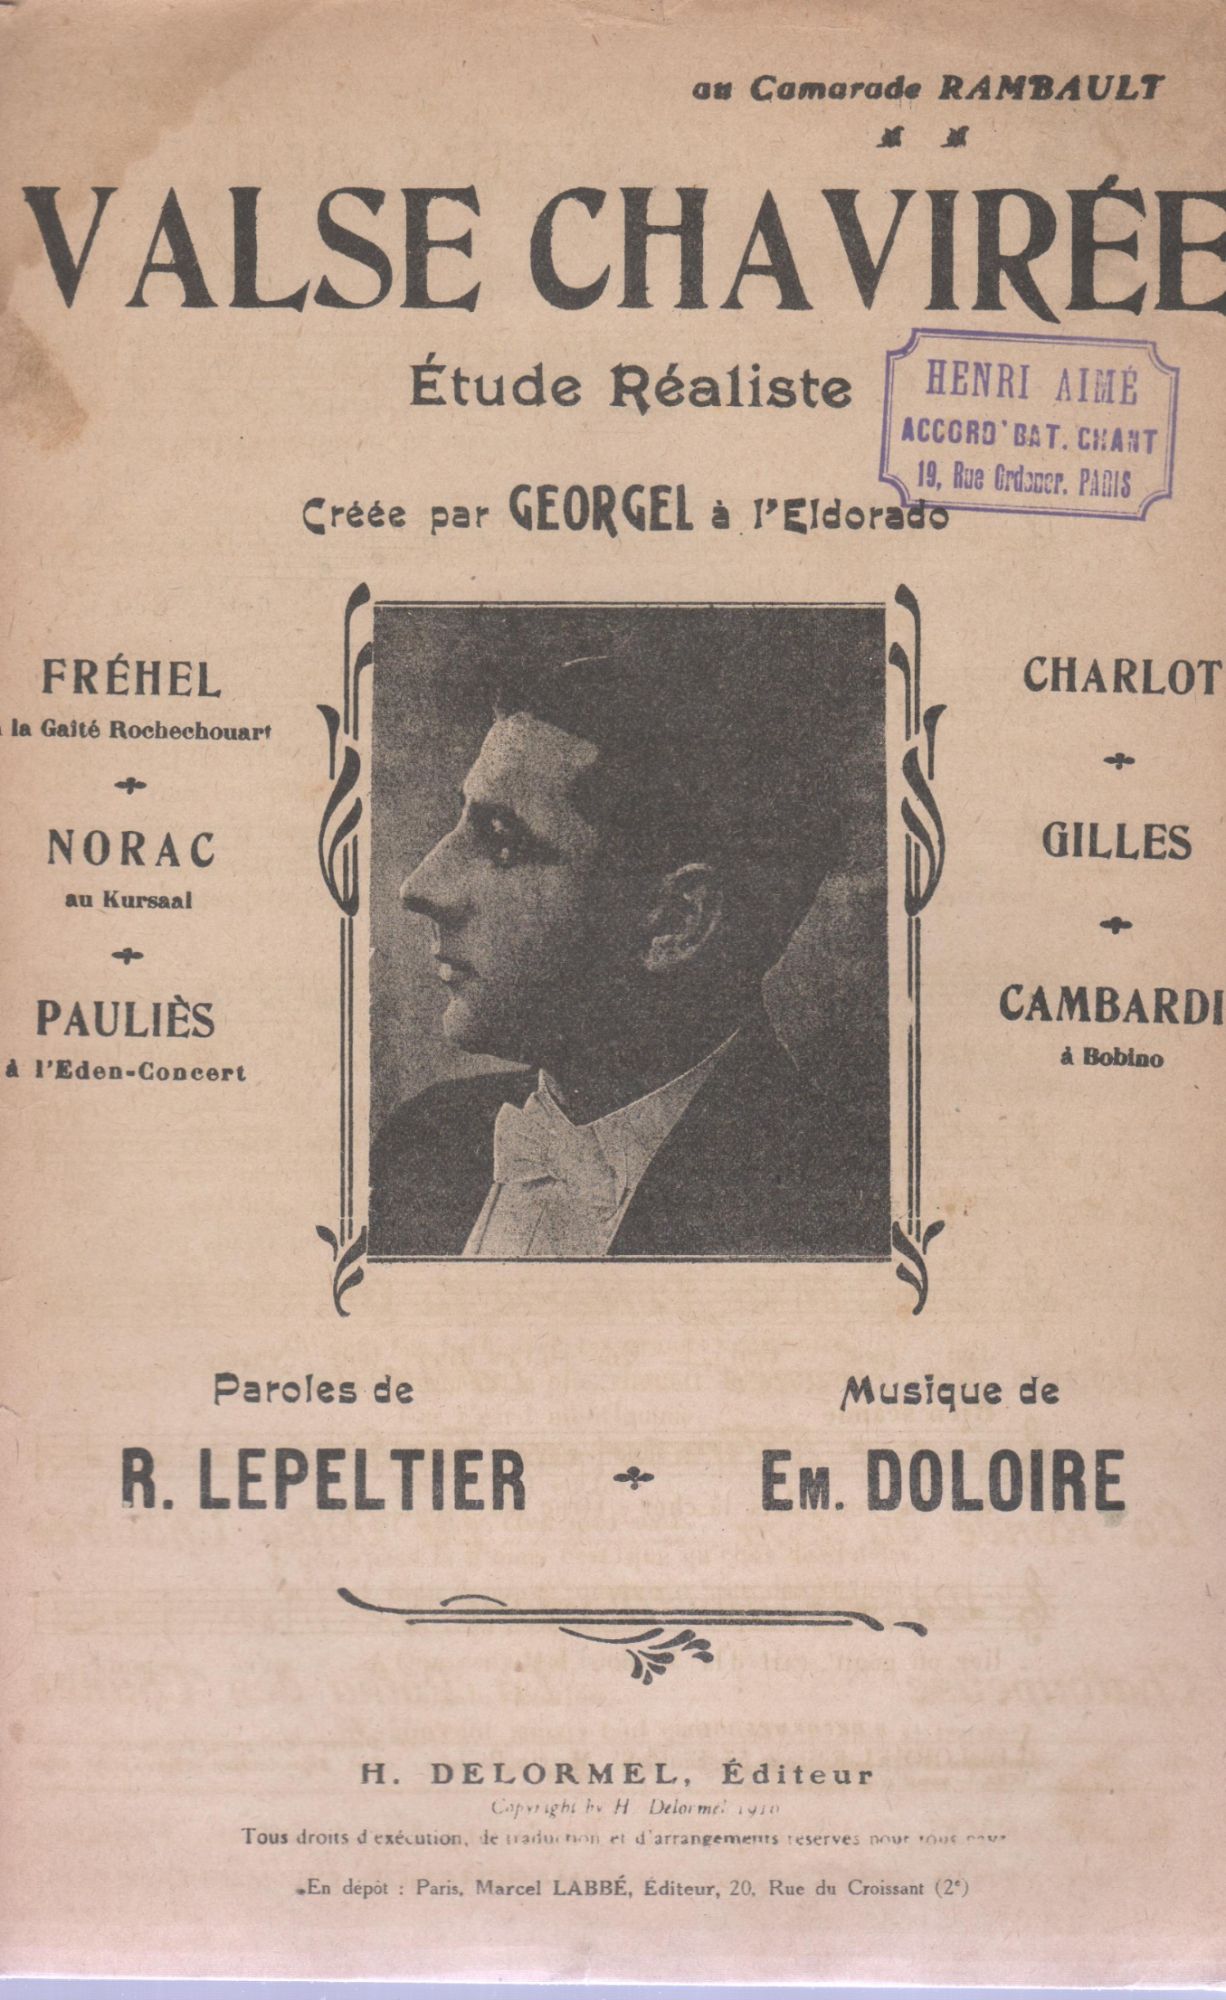 au Camarade RAMBAULT
VALSE CHAVIRÉE
Étude Réaliste
HENRI AIMÉ
ACCORD' BAT. CHANT
19, Rue Ordener. PARIS
Créée par GEORGEL à l'Eldorado
FRÉHEL
à la Gaîté Rochechouart
NORAC
au Kursaal
PAULIÈS
à l'Eden-Concert
CHARLOT
GILLES
CAMBARDI
à Bobino
Paroles de
R. LEPELTIER
Musique de
EM. DOLOIRE
H. DELORMEL, Éditeur
Copyright by H. Delormel 1910
Tous droits d'exécution, de traduction et d'arrangements réservés pour tous pays
En dépôt : Paris, Marcel LABBÉ, Éditeur, 20, Rue du Croissant (2e)